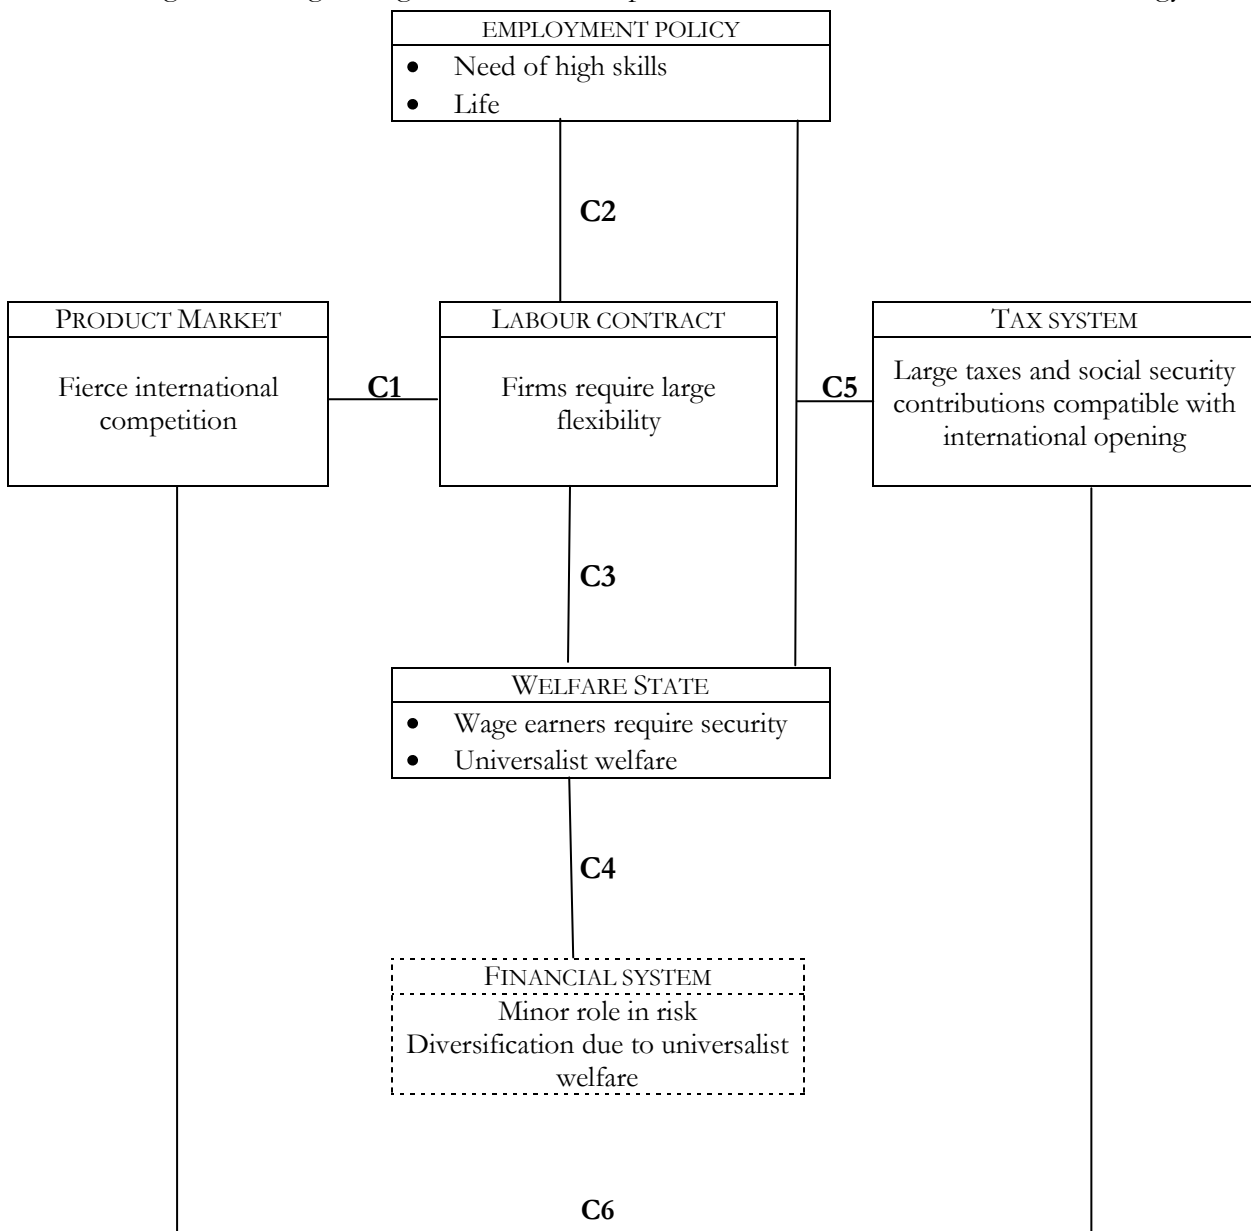 EMPLOYMENT POLICY
• Need of high skills
• Life
C2
PRODUCT MARKET
Fierce international
competition
C1
LABOUR CONTRACT
Firms require large
flexibility
C5
TAX SYSTEM
Large taxes and social security
contributions compatible with
international opening
C3
WELFARE STATE
• Wage earners require security
• Universalist welfare
C4
FINANCIAL SYSTEM
Minor role in risk
Diversification due to universalist
welfare
C6